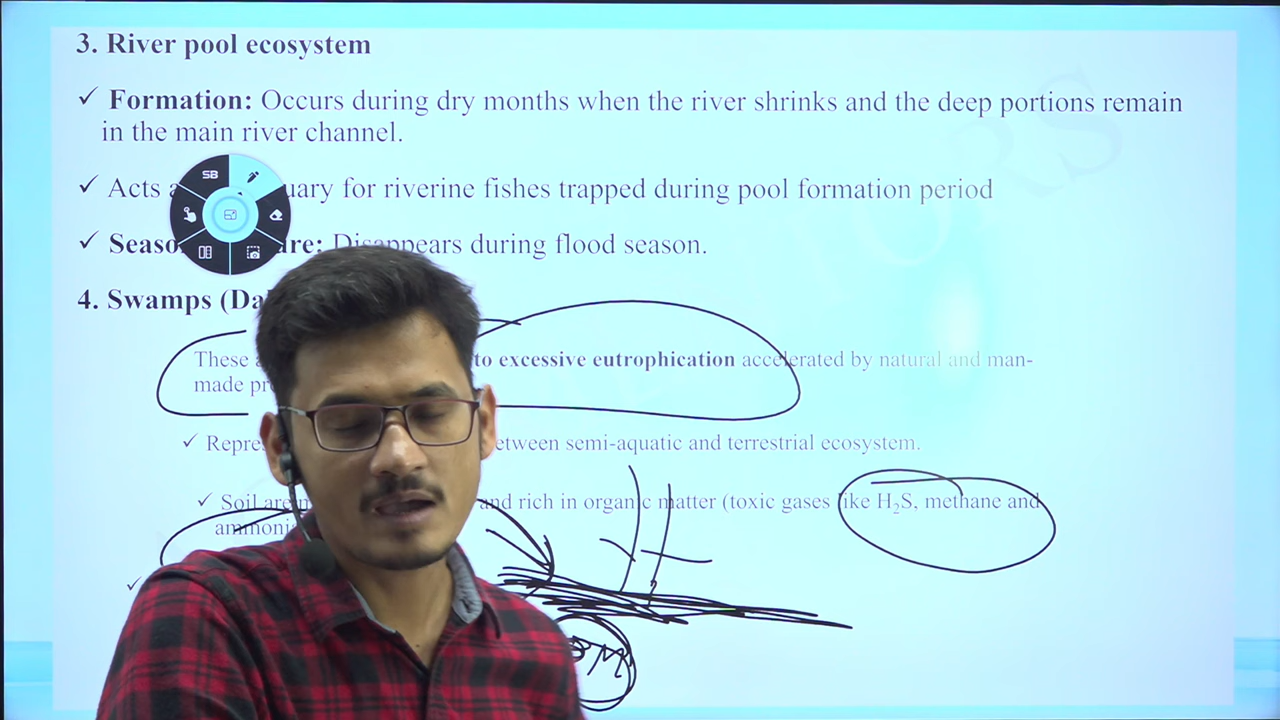 3. River pool ecosystem
✓ Formation: Occurs during dry months when the river shrinks and the deep portions remain
in the main river channel.
✓ Acts uary for riverine fishes trapped during pool formation period
✓ Seaso re: Disappears during flood season.
SB
4. Swamps (Da
These to excessive eutrophication accelerated by natural and man-
made pr
✓ Repre etween semi-aquatic and terrestrial ecosystem.
✓ Soil are and rich in organic matter (toxic gases like H₂S, methane and
ammoni
✓
OM